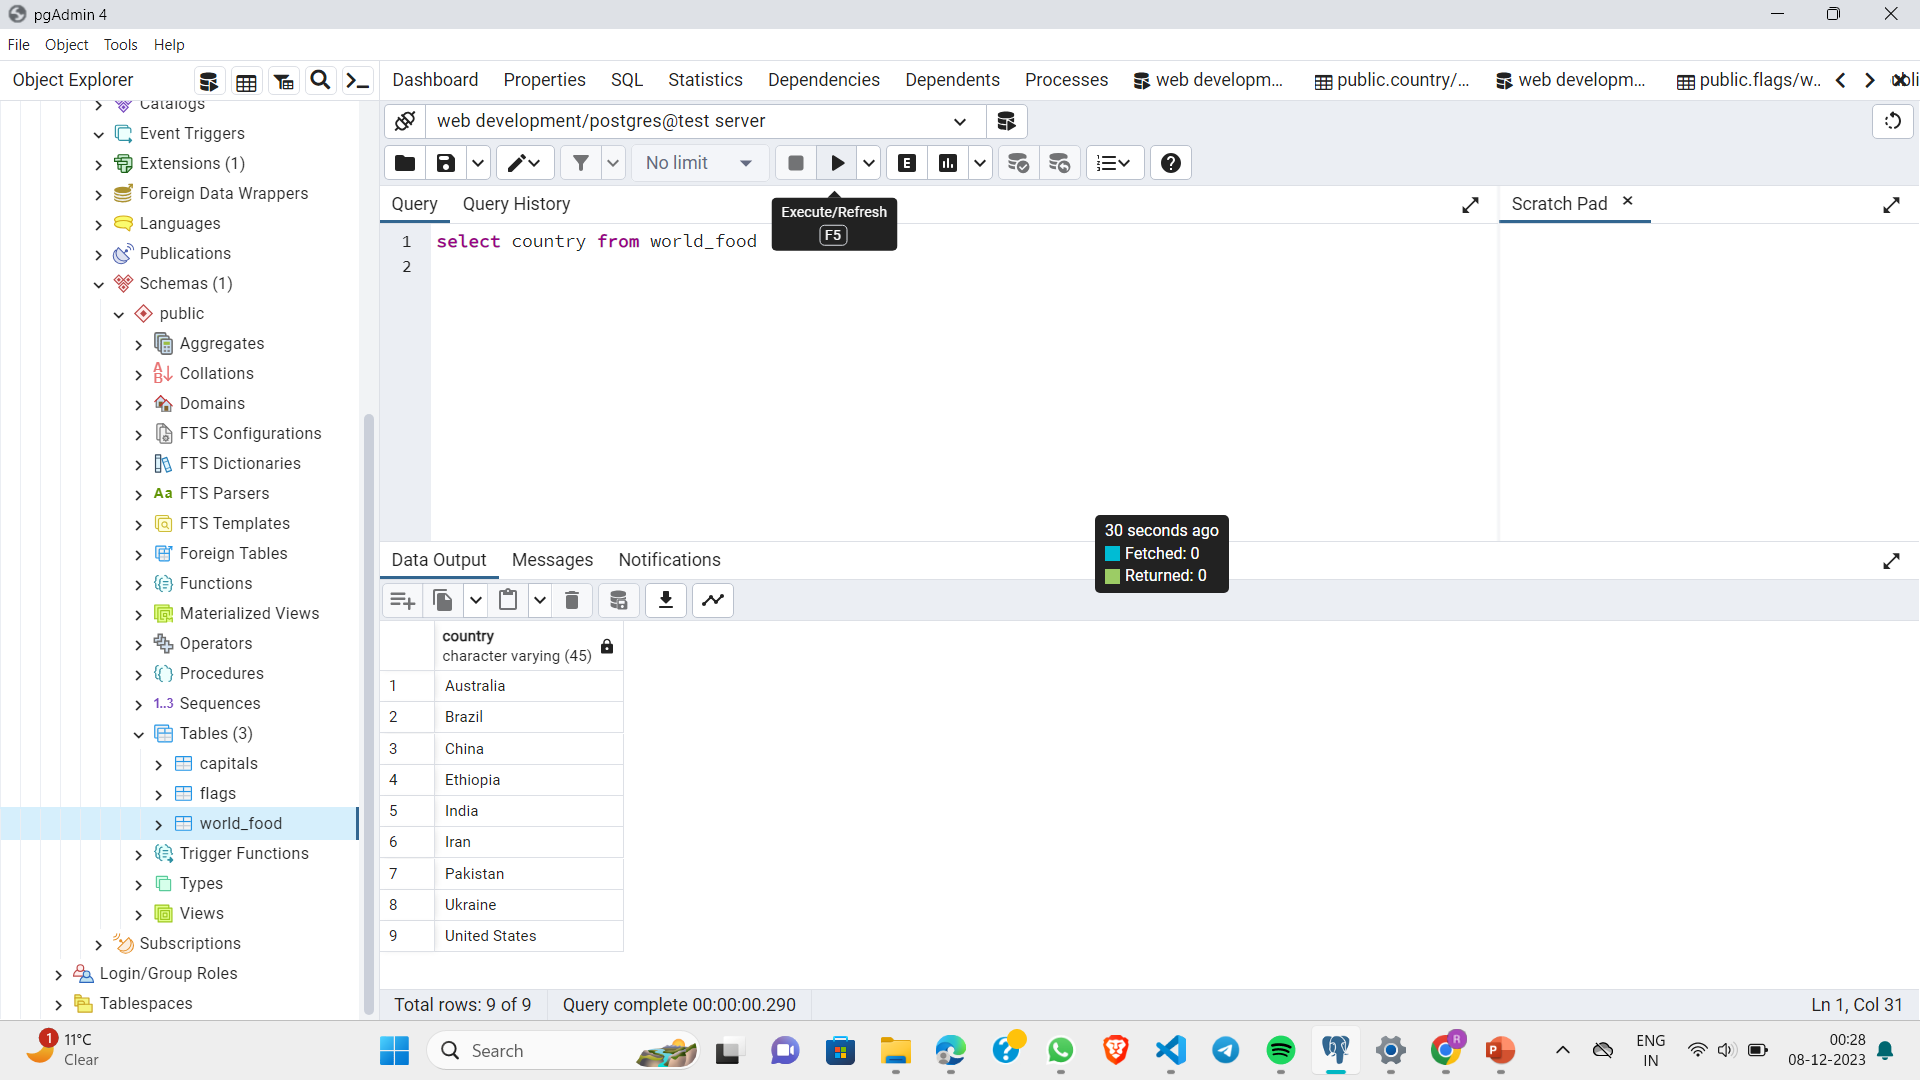 pgAdmin 4
File Object Tools Help
Object Explorer
Dashboard Properties SQL Statistics Dependencies Dependents Processes web developm... public.country/... web developm... public.flags/w...
Catalogs
Event Triggers
Extensions (1)
Foreign Data Wrappers
Languages
Publications
Schemas (1)
public
Aggregates
Collations
Domains
FTS Configurations
FTS Dictionaries
Aa FTS Parsers
FTS Templates
Foreign Tables
Functions
Materialized Views
Operators
Procedures
1..3 Sequences
Tables (3)
capitals
flags
world_food
Trigger Functions
Types
Views
Subscriptions
Login/Group Roles
Tablespaces
web development/postgres@test server
No limit
E
Query Query History
Execute/Refresh
F5
Scratch Pad
1 select country from world_food
2
30 seconds ago
Fetched: 0
Returned: 0
Data Output Messages Notifications
country
character varying (45)
1 Australia
2 Brazil
3 China
4 Ethiopia
5 India
6 Iran
7 Pakistan
8 Ukraine
9 United States
Total rows: 9 of 9 Query complete 00:00:00.290 Ln 1, Col 31
1
11°C
Clear
Search
R
P
ENG
IN
00:28
08-12-2023